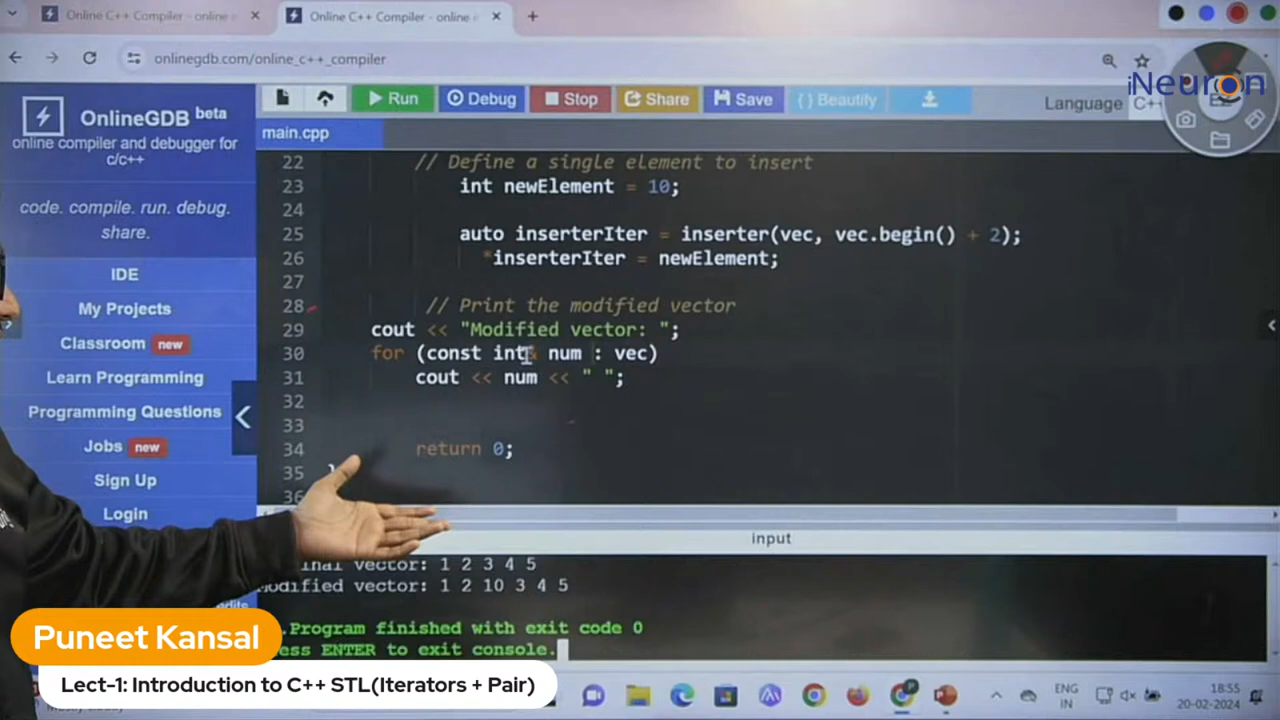 Online C++ Compiler - online e
Online C++ Compiler - online e
onlinegdb.com/online_c++_compiler
iNeuron
OnlineGDB beta
online compiler and debugger for
c/c++
code. compile. run. debug.
share.
IDE
My Projects
Classroom new
Learn Programming
Programming Questions
Jobs new
Sign Up
Login
Run Debug Stop Share Save { } Beautify
Language C++
main.cpp
22 // Define a single element to insert
23 int newElement = 10;
24
25 auto inserterIter = inserter(vec, vec.begin() + 2);
26 *inserterIter = newElement;
27
28 // Print the modified vector
29 cout << "Modified vector: ";
30 for (const int& num : vec)
31 cout << num << " ";
32
33
34 return 0;
35 }
36
input
vector: 1 2 3 4 5
Modified vector: 1 2 10 3 4 5
.Program finished with exit code 0
ess ENTER to exit console.
Puneet Kansal
Lect-1: Introduction to C++ STL(Iterators + Pair)
ENG
IN
18:55
20-02-2024